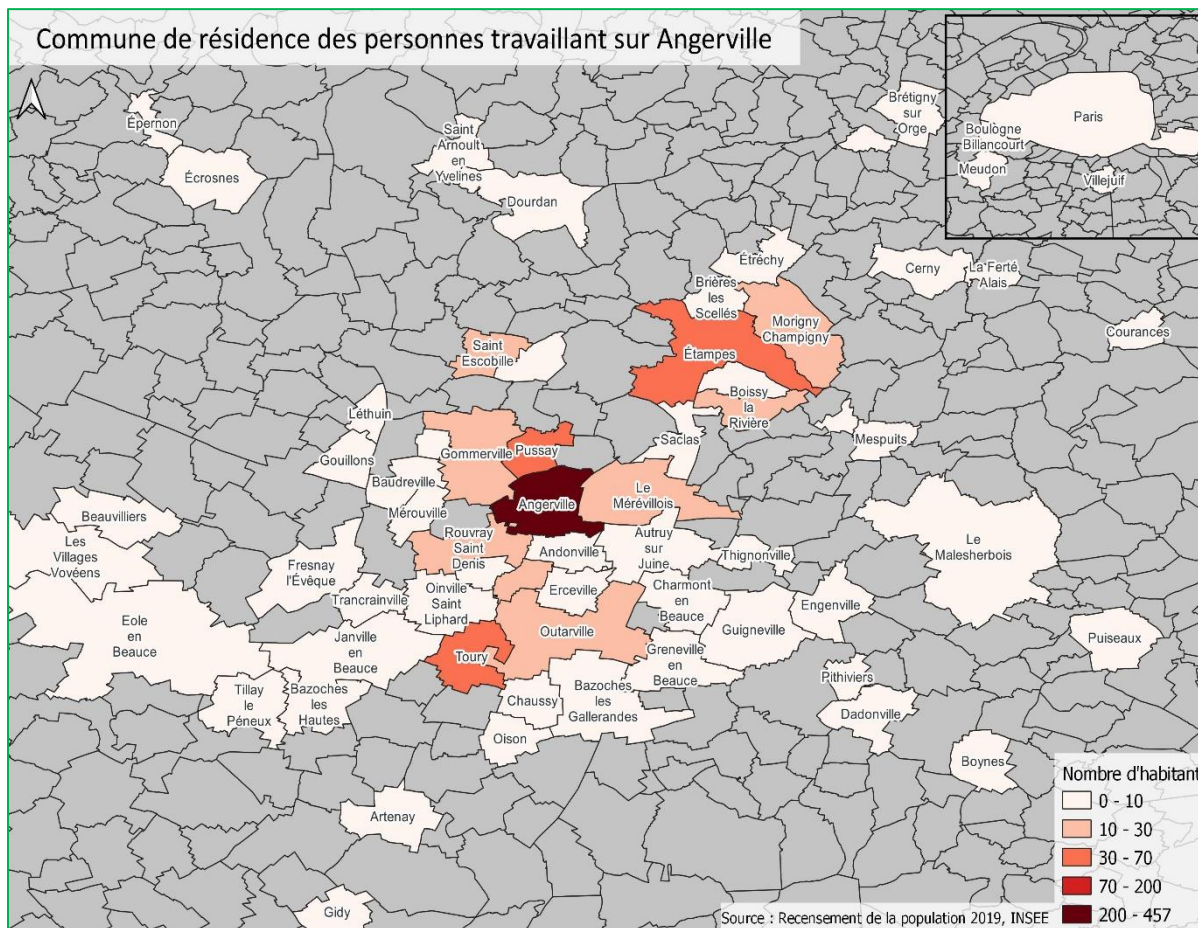 Commune de résidence des personnes travaillant sur Angerville
Épernon
Écrosnes
Saint
Arnoult
en
Yvelines
Dourdan
Brétigny
sur
Orge
Paris
Boulogne
Billancourt
Meudon
Villejuif
Étréchy
Cerny
La Ferté
Alais
Brières
les
Scellés
Morigny
Champigny
Courances
Saint
Escobille
Étampes
Boissy
la
Rivière
Léthuin
Gommerville
Pussay
Saclas
Mespuits
Gouillons
Baudreville
Angerville
Le
Mérévillois
Mérouville
Beauvilliers
Rouvray
Saint
Denis
Andonville
Autruy
sur
Juine
Thignonville
Le
Malesherbois
Les
Villages
Vovéens
Fresnay
l'Évêque
Trancrainville
Oinville
Saint
Liphard
Erceville
Charmont
en
Beauce
Engenville
Eole
en
Beauce
Janville
en
Beauce
Toury
Outarville
Guigneville
Greneville
en
Beauce
Puiseaux
Tillay
le
Péneux
Bazoches
les
Hautes
Chaussy
Bazoches
les
Gallerandes
Pithiviers
Dadonville
Oison
Boynes
Artenay
Gidy
Nombre d'habitant
0 - 10
10 - 30
30 - 70
70 - 200
200 - 457
Source : Recensement de la population 2019, INSEE